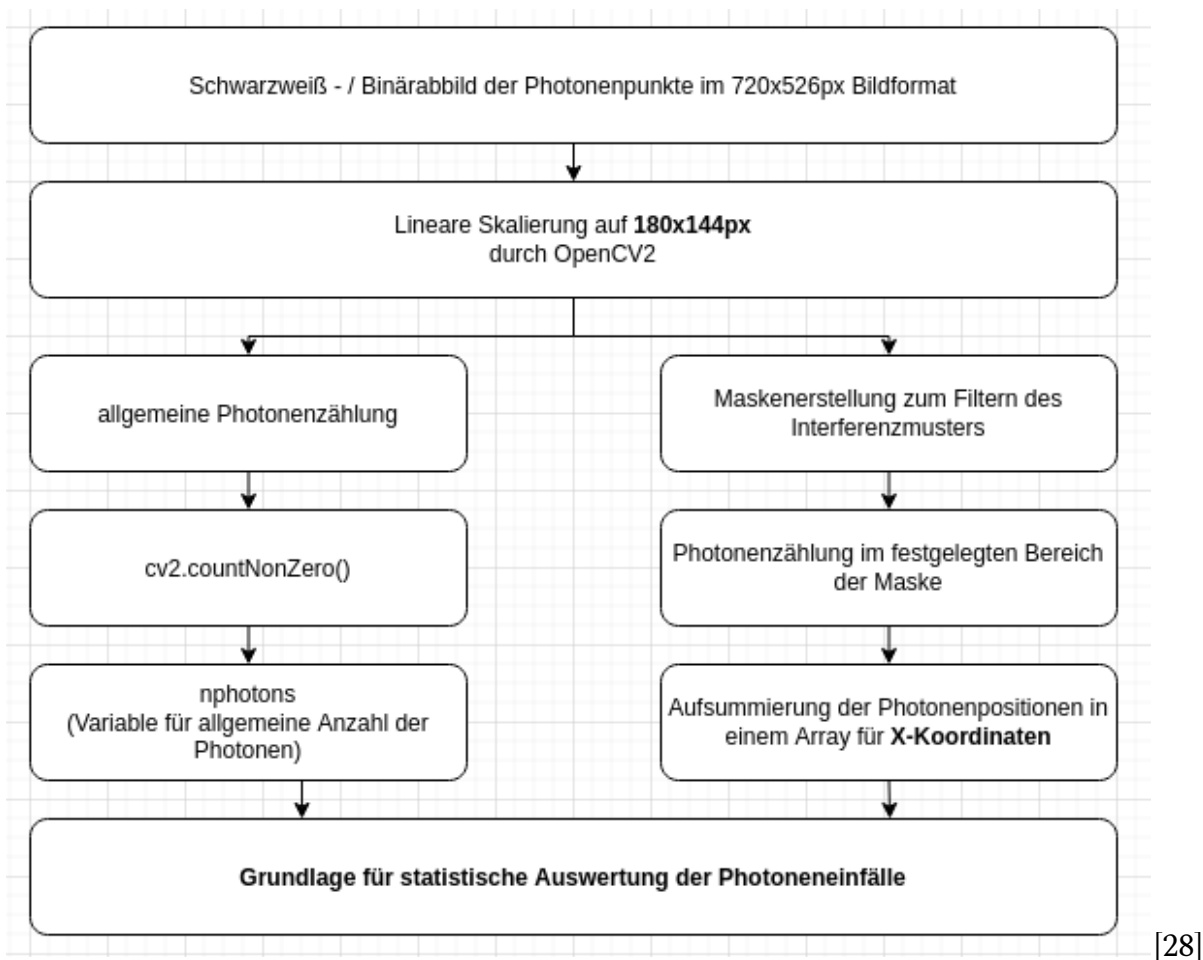 Schwarzweiß - / Binärabbild der Photonenpunkte im 720x526px Bildformat
Lineare Skalierung auf 180x144px
durch OpenCV2
allgemeine Photonenzählung
cv2.countNonZero()
nphotons
(Variable für allgemeine Anzahl der
Photonen)
Maskenerstellung zum Filtern des
Interferenzmusters
Photonenzählung im festgelegten Bereich
der Maske
Aufsummierung der Photonenpositionen in
einem Array für X-Koordinaten
Grundlage für statistische Auswertung der Photoneneinfälle
[28]